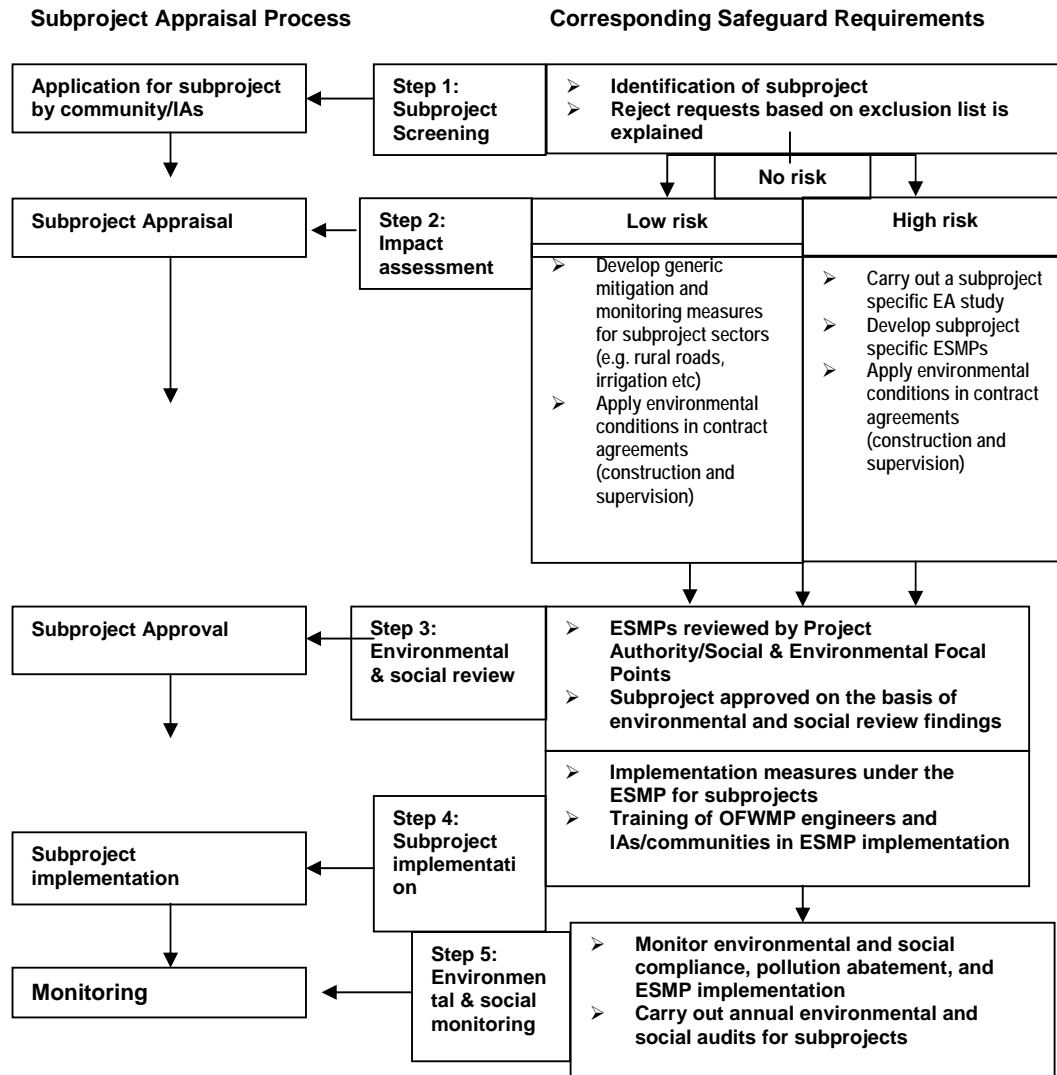 Subproject Appraisal Process
Corresponding Safeguard Requirements
Application for subproject
by community/IAs
Step 1:
Subproject
Screening
➢ Identification of subproject
➢ Reject requests based on exclusion list is
explained
No risk
Subproject Appraisal
Step 2:
Impact
assessment
Low risk
➢ Develop generic
mitigation and
monitoring measures
for subproject sectors
(e.g. rural roads,
irrigation etc)
➢ Apply environmental
conditions in contract
agreements
(construction and
supervision)
High risk
➢ Carry out a subproject
specific EA study
➢ Develop subproject
specific ESMPs
➢ Apply environmental
conditions in contract
agreements
(construction and
supervision)
Subproject Approval
Step 3:
Environmental
& social review
➢ ESMPs reviewed by Project
Authority/Social & Environmental Focal
Points
➢ Subproject approved on the basis of
environmental and social review findings
Subproject
implementation
Step 4:
Subproject
implementati
on
➢ Implementation measures under the
ESMP for subprojects
➢ Training of OFWMP engineers and
IAs/communities in ESMP implementation
Monitoring
Step 5:
Environmen
tal & social
monitoring
➢ Monitor environmental and social
compliance, pollution abatement, and
ESMP implementation
➢ Carry out annual environmental and
social audits for subprojects